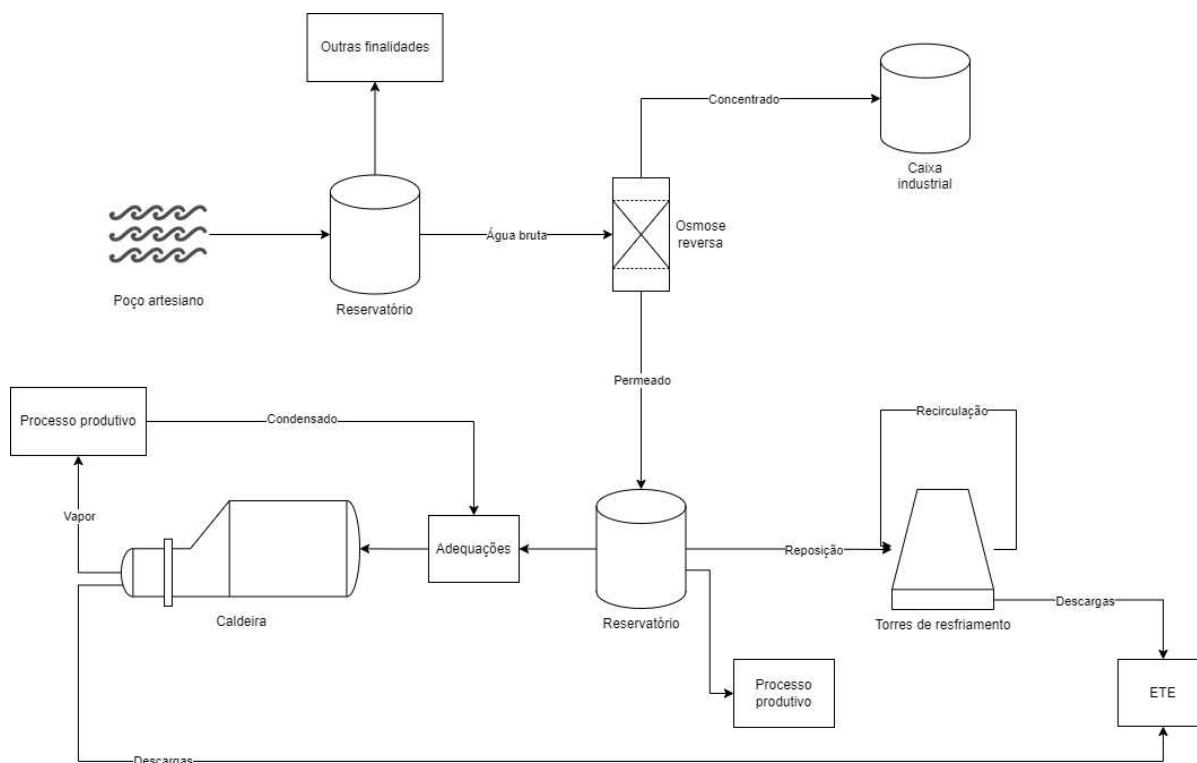 Outras finalidades
Concentrado
Caixa
industrial
Osmose
reversa
Água bruta
Poço artesiano
Reservatório
Permeado
Processo produtivo
Condensado
Recirculação
Vapor
Adequações
Reposição
Caldeira
Reservatório
Torres de resfriamento
Descargas
Processo
produtivo
ETE
Descargas